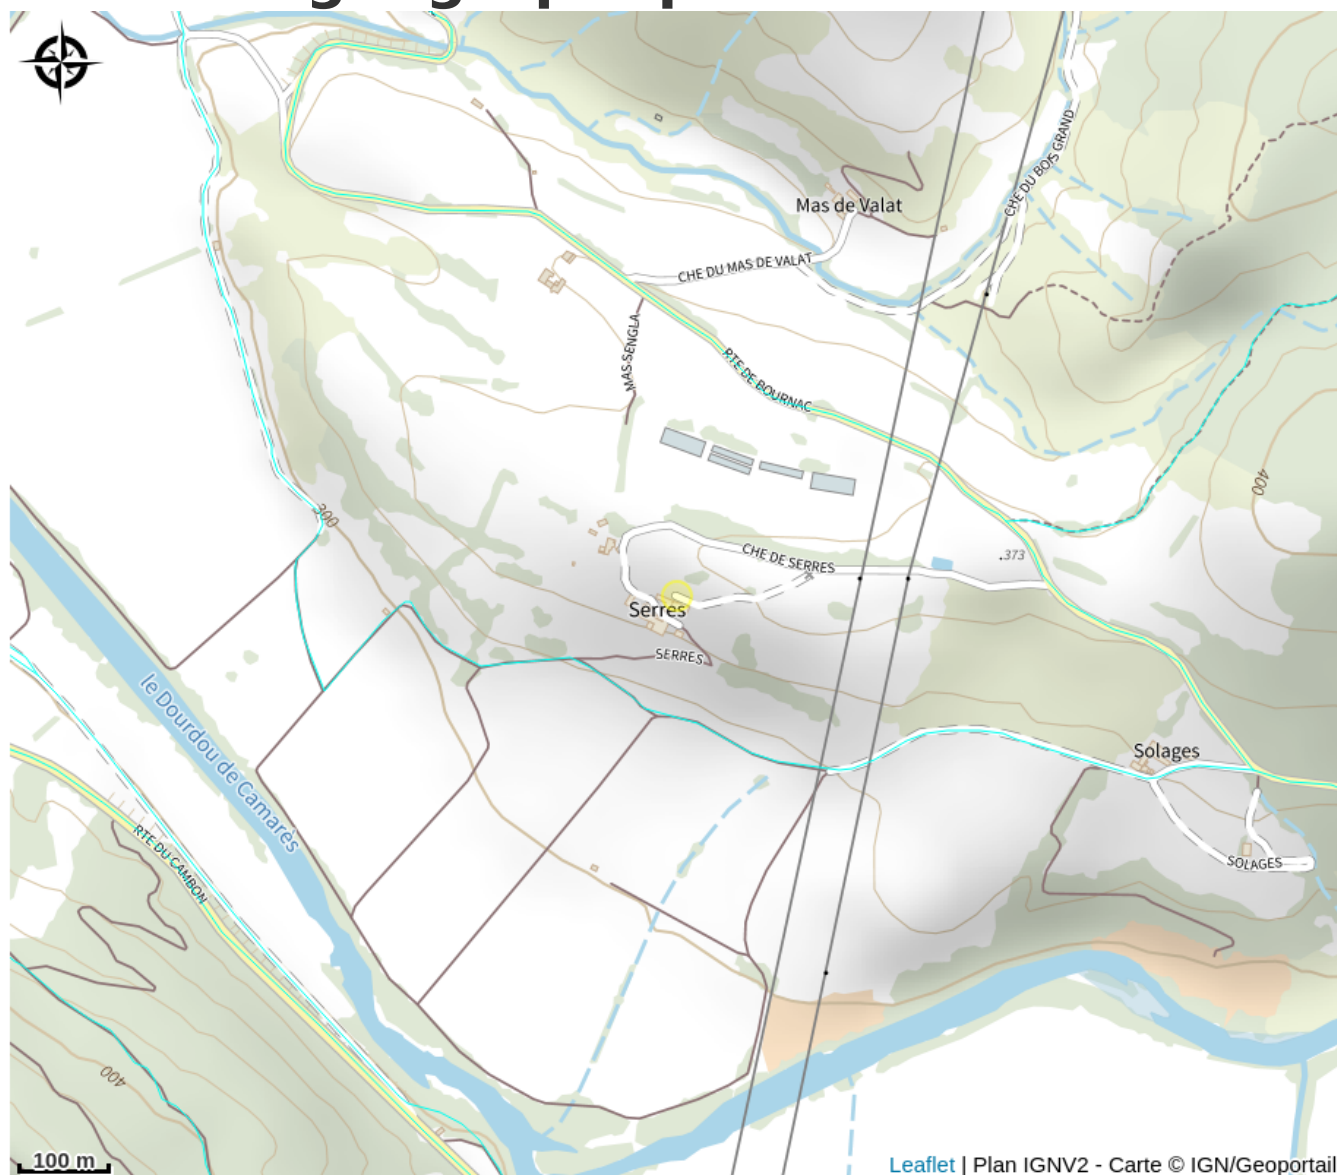 CHE DU BOIS GRAND
Mas de Valat
CHE DU MAS DE VALAT
MAS SENGLA
RTE DE BOURNAC
400
300
CHE DE SERRES
.373
Serres
SERRES
le Dourdou de Camarès
Solages
RTE DU CAMBON
SOLAGES
400
100 m
Leaflet | Plan IGNV2 - Carte © IGN/Geoportail